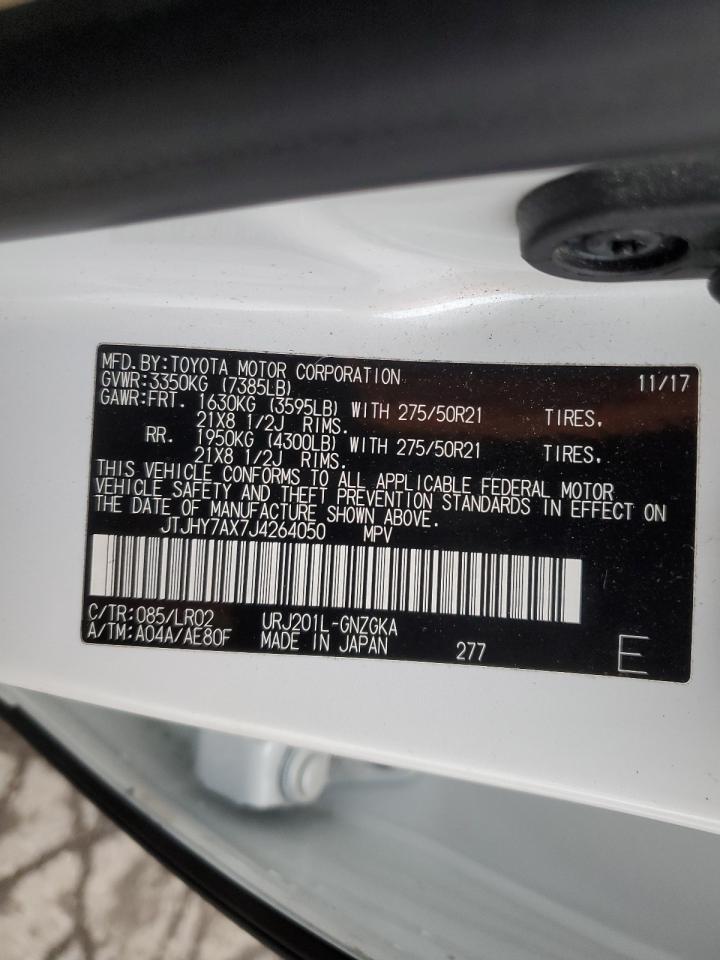 MFD. BY: TOYOTA MOTOR CORPORATION 11/17
GVWR: 3350KG (7385LB)
GAWR: FRT. 1630KG (3595LB) WITH 275/50R21 TIRES,
21X8 1/2J RIMS.
RR. 1950KG (4300LB) WITH 275/50R21 TIRES,
21X8 1/2J RIMS.
THIS VEHICLE CONFORMS TO ALL APPLICABLE FEDERAL MOTOR
VEHICLE SAFETY AND THEFT PREVENTION STANDARDS IN EFFECT ON
THE DATE OF MANUFACTURE SHOWN ABOVE.
JTJHY7AX7J4264050 MPV
C/TR: 085/LR02 URJ201L-GNZGKA
A/TM: A04A/AE80F MADE IN JAPAN 277 E